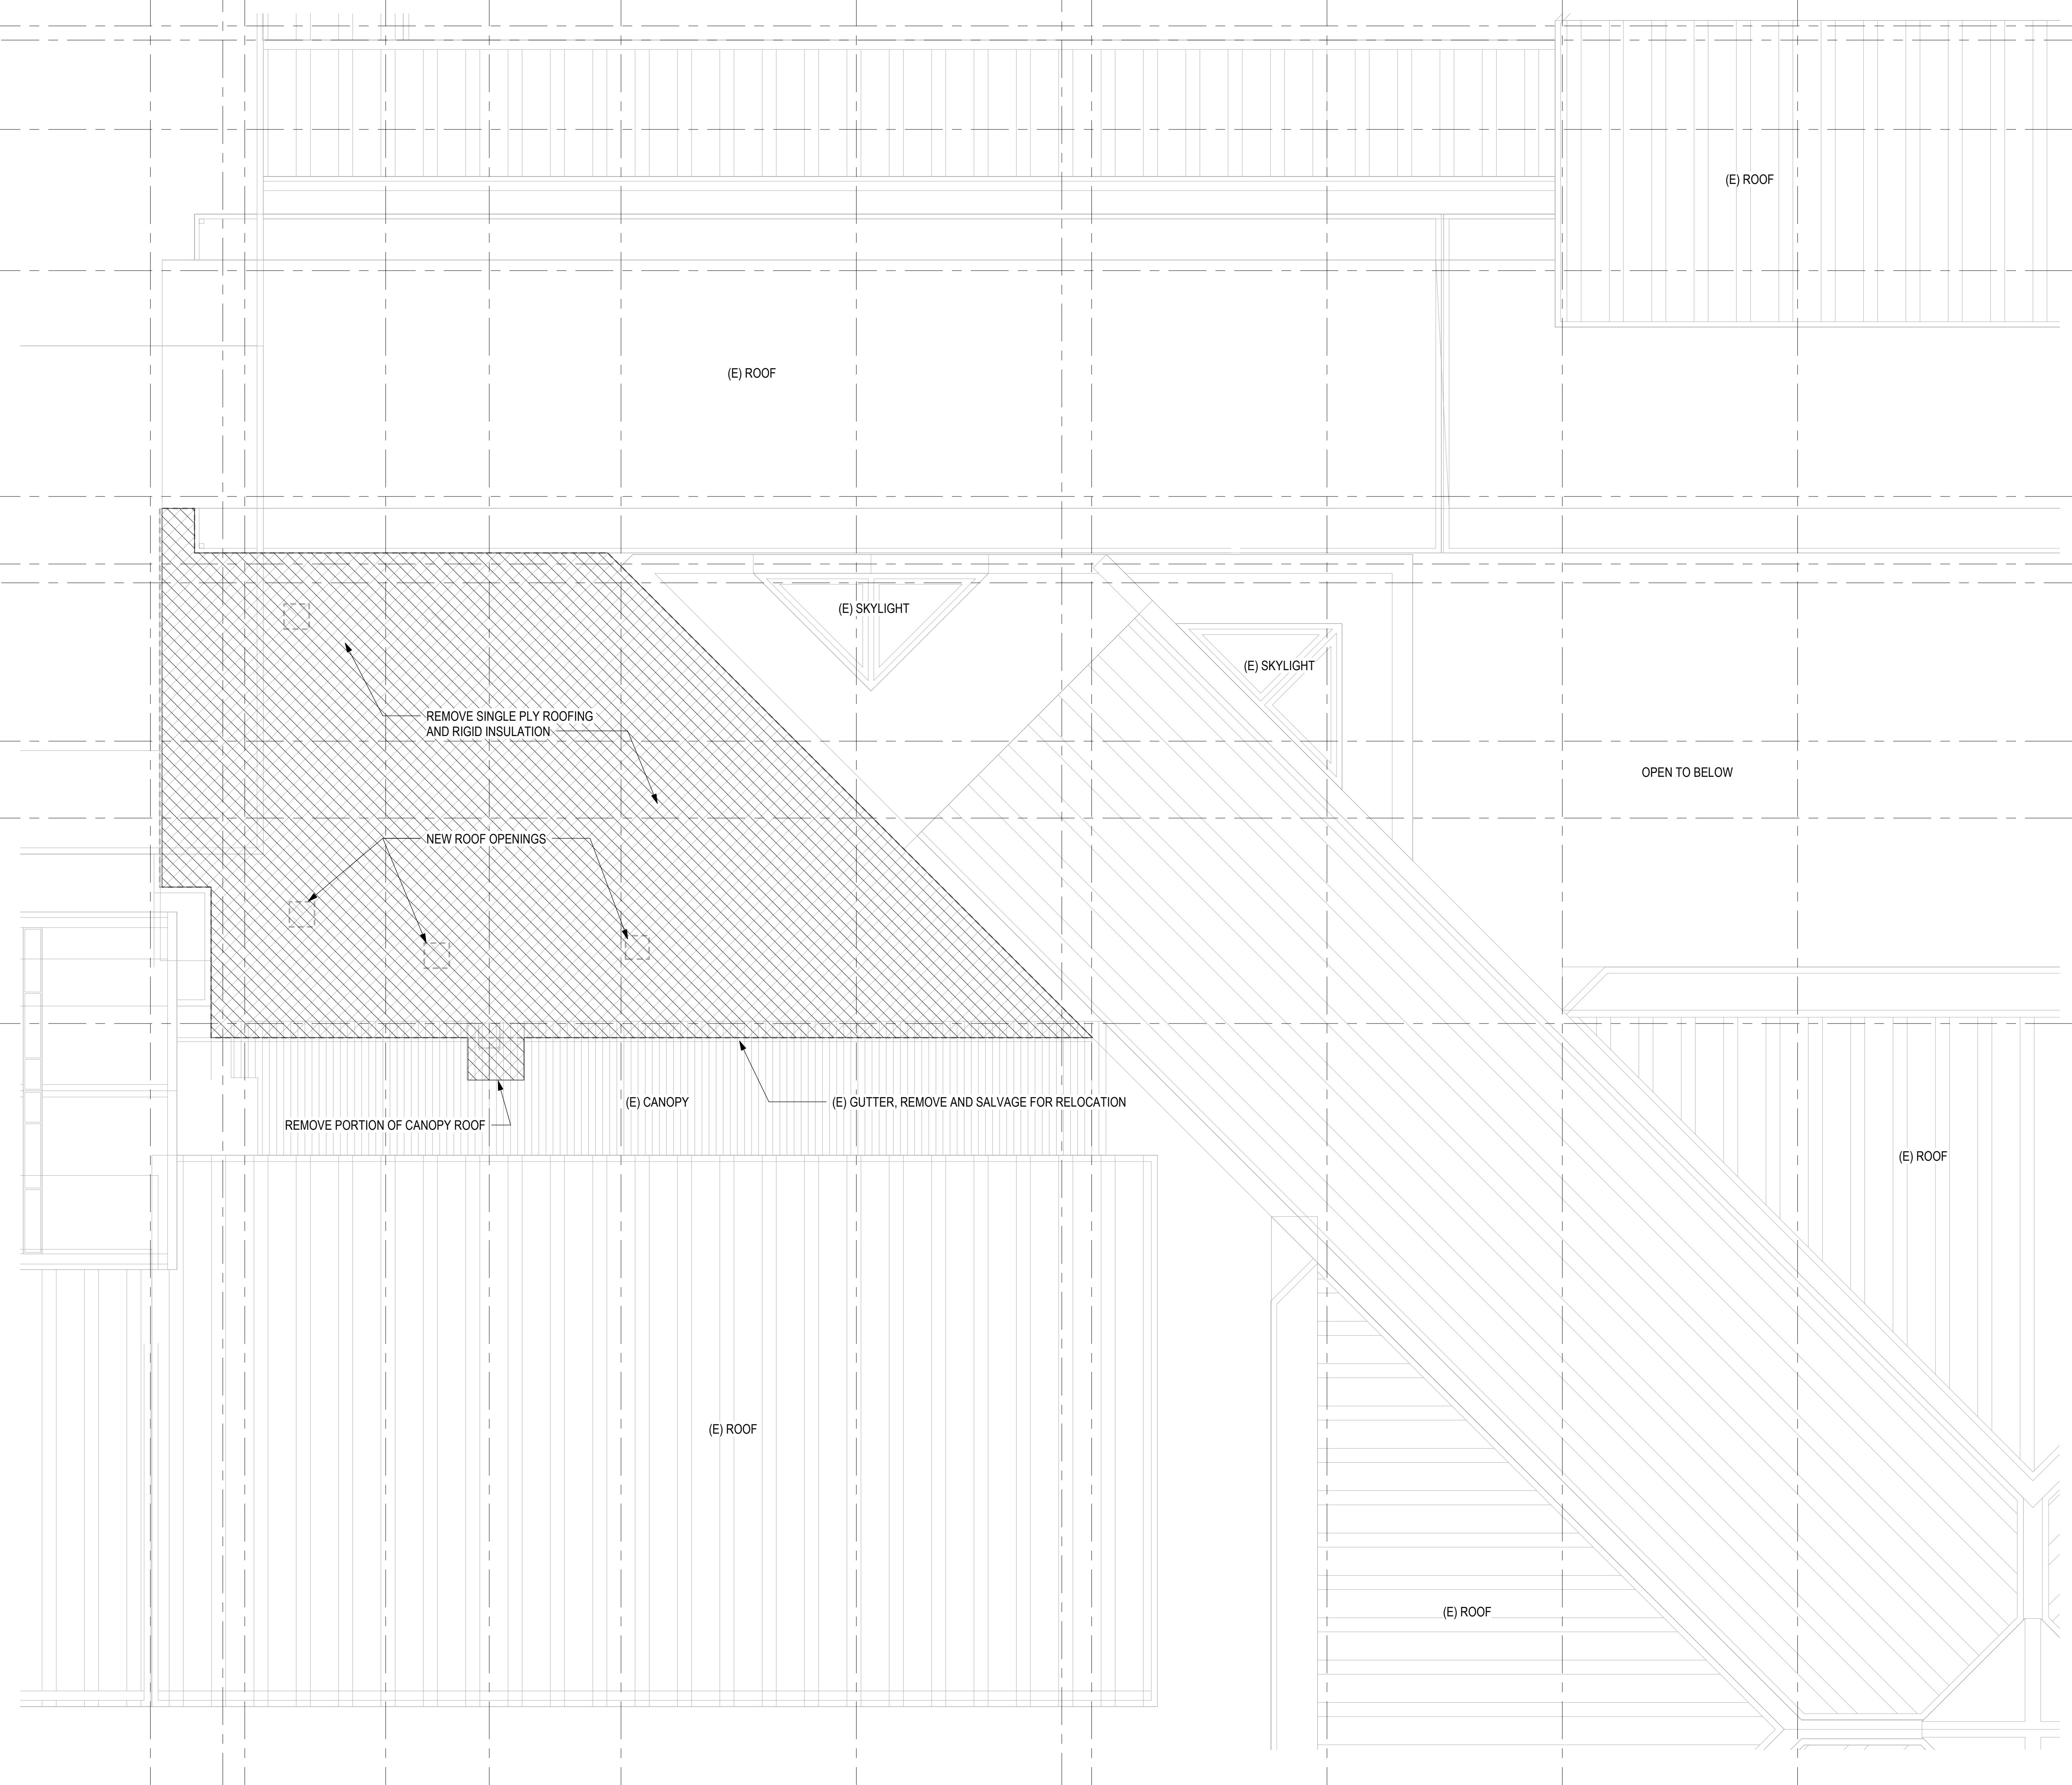 (E) ROOF
(E) ROOF
(E) SKYLIGHT
(E) SKYLIGHT
REMOVE SINGLE PLY ROOFING
AND RIGID INSULATION
OPEN TO BELOW
NEW ROOF OPENINGS
(E) CANOPY
(E) GUTTER, REMOVE AND SALVAGE FOR RELOCATION
REMOVE PORTION OF CANOPY ROOF
(E) ROOF
(E) ROOF
(E) ROOF